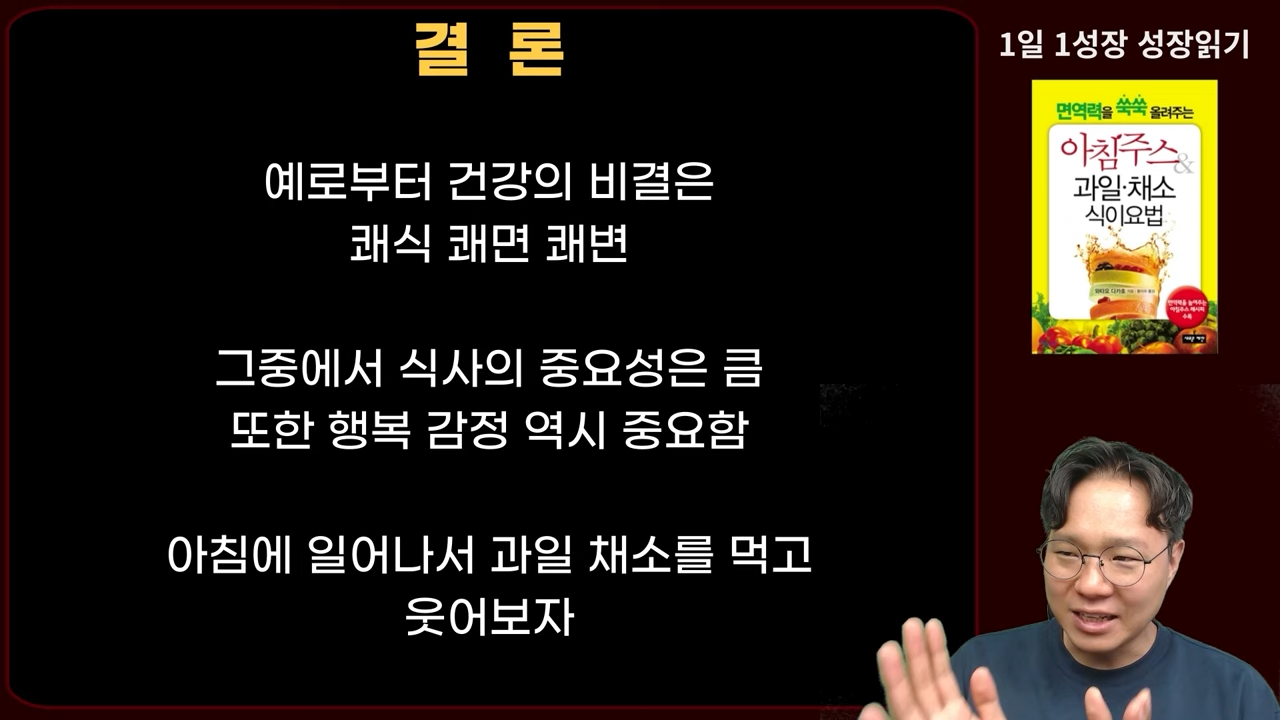 결 론
예로부터 건강의 비결은
쾌식 쾌면 쾌변
그중에서 식사의 중요성은 큼
또한 행복 감정 역시 중요함
아침에 일어나서 과일 채소를 먹고
웃어보자
1일 1성장 성장읽기
면역력을 쑥쑥 올려주는
아침주스&
과일·채소
식이요법